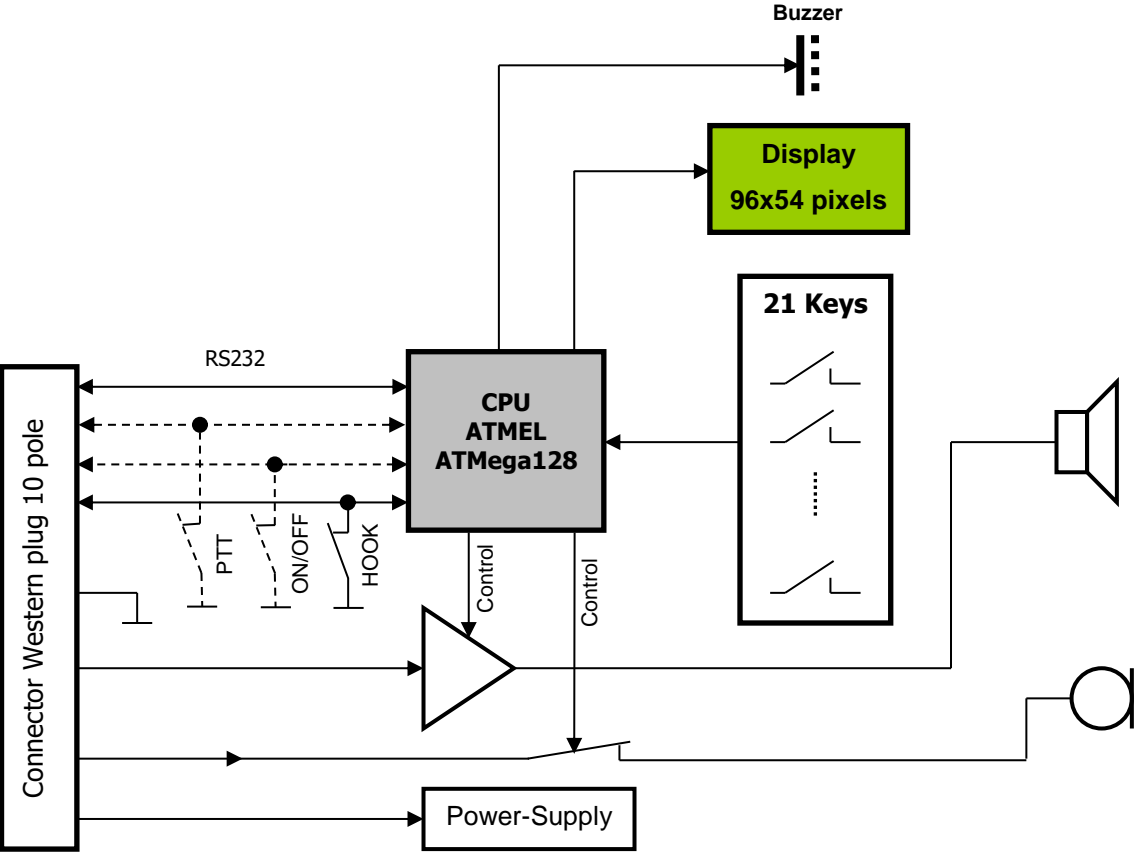 Buzzer
Display
96x54 pixels
21 Keys
RS232
CPU
ATMEL
ATMega128
Connector Western plug 10 pole
PTT
ON/OFF
HOOK
Control
Control
Power-Supply